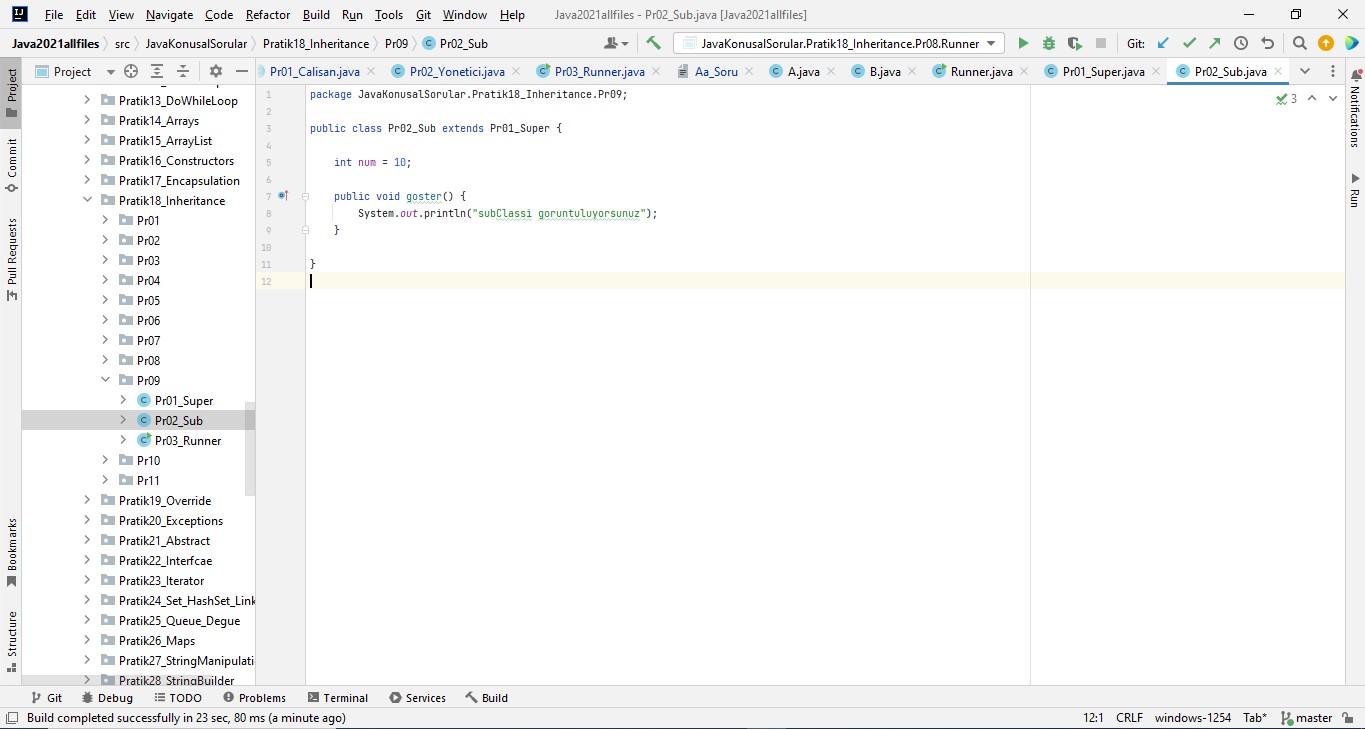 File Edit View Navigate Code Refactor Build Run Tools Git Window Help Java2021allfiles - Pr02_Sub.java [Java2021allfiles]
Java2021allfiles src JavaKonusalSorular Pratik18_Inheritance Pr09 Pr02_Sub JavaKonusalSorular.Pratik18_Inheritance.Pr08.Runner Git:
Project Pr01_Calisan.java Pr02_Yonetici.java Pr03_Runner.java Aa_Soru A.java B.java Runner.java Pr01_Super.java Pr02_Sub.java
Project
Commit
Pull Requests
Bookmarks
Structure
Pratik13_DoWhileLoop
Pratik14_Arrays
Pratik15_ArrayList
Pratik16_Constructors
Pratik17_Encapsulation
Pratik18_Inheritance
Pr01
Pr02
Pr03
Pr04
Pr05
Pr06
Pr07
Pr08
Pr09
Pr01_Super
Pr02_Sub
Pr03_Runner
Pr10
Pr11
Pratik19_Override
Pratik20_Exceptions
Pratik21_Abstract
Pratik22_Interfcae
Pratik23_Iterator
Pratik24_Set_HashSet_Link
Pratik25_Queue_Degue
Pratik26_Maps
Pratik27_StringManipulati
Pratik28_StringBuilder
1 package JavaKonusalSorular.Pratik18_Inheritance.Pr09;
2
3 public class Pr02_Sub extends Pr01_Super {
4
5 int num = 10;
6
7 public void goster() {
8 System.out.println("subClassi goruntuluyorsunuz");
9 }
10
11 }
12
3
Notifications
Run
Git Debug TODO Problems Terminal Services Build
Build completed successfully in 23 sec, 80 ms (a minute ago) 12:1 CRLF windows-1254 Tab* master